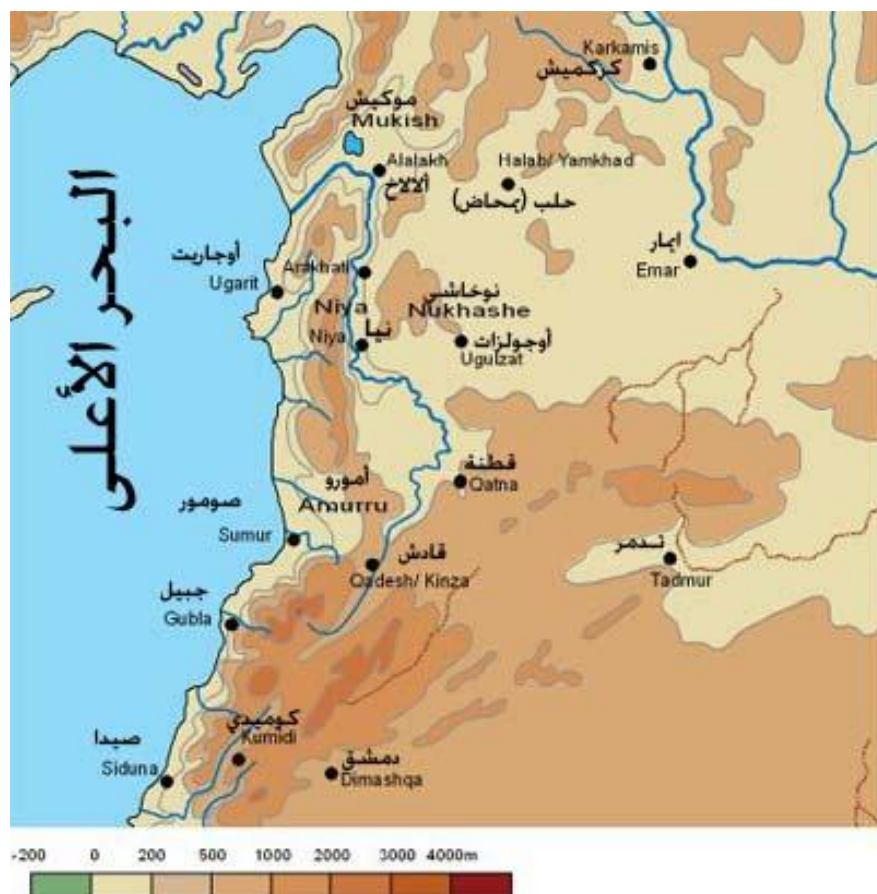 Karkamis
كركميش
موكيش
Mukish
Alalakh
ألالاخ
Halab/ Yamkhad
حلب (يمحاض)
البحر الأعلى
أوجاريت
Ugarit
Arakhati
ايمار
Emar
نوخاشي
Nukhashe
Niya
نيا
Niya
أوجولزات
Ugulzat
قطنة
Qatna
أمورو
Amurru
صومور
Sumur
قادش
Qadesh/ Kinza
تدمر
Tadmur
جبيل
Gubla
كوميدي
Kumidi
صيدا
Siduna
دمشق
Dimashqa
-200 0 200 500 1000 2000 3000 4000m